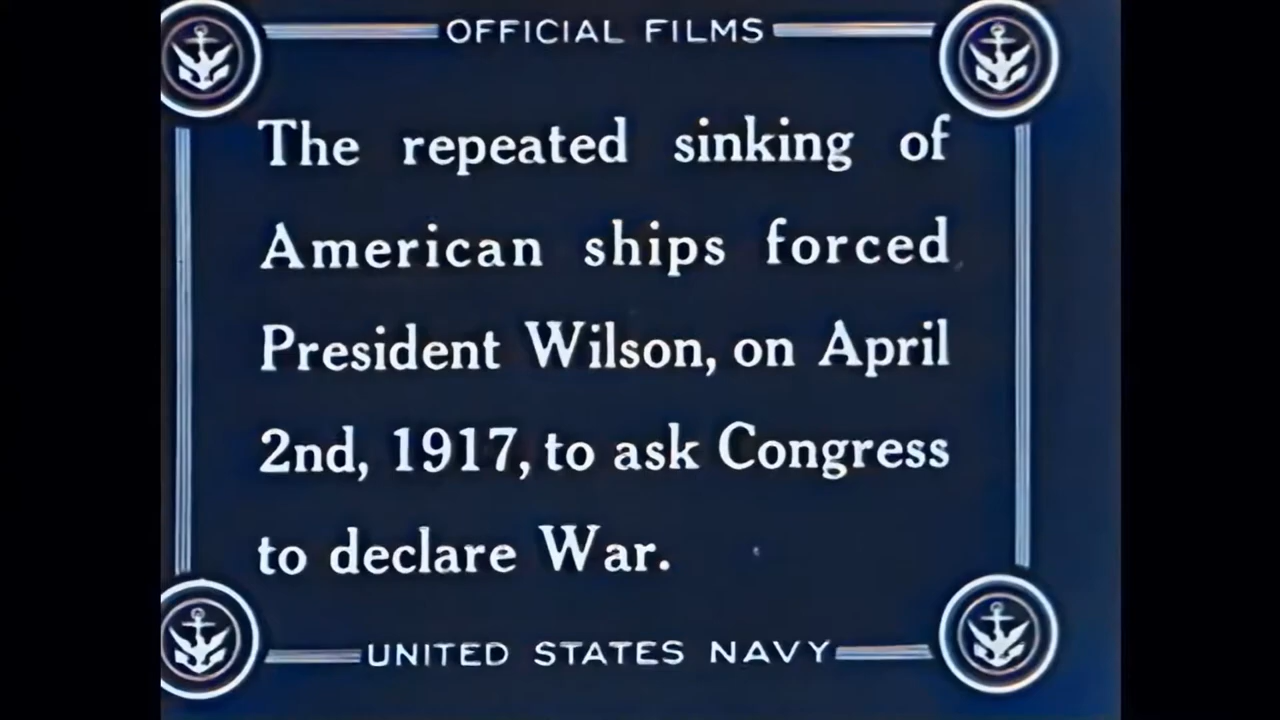 OFFICIAL FILMS
The repeated sinking of
American ships forced
President Wilson, on April
2nd, 1917, to ask Congress
to declare War.
UNITED STATES NAVY